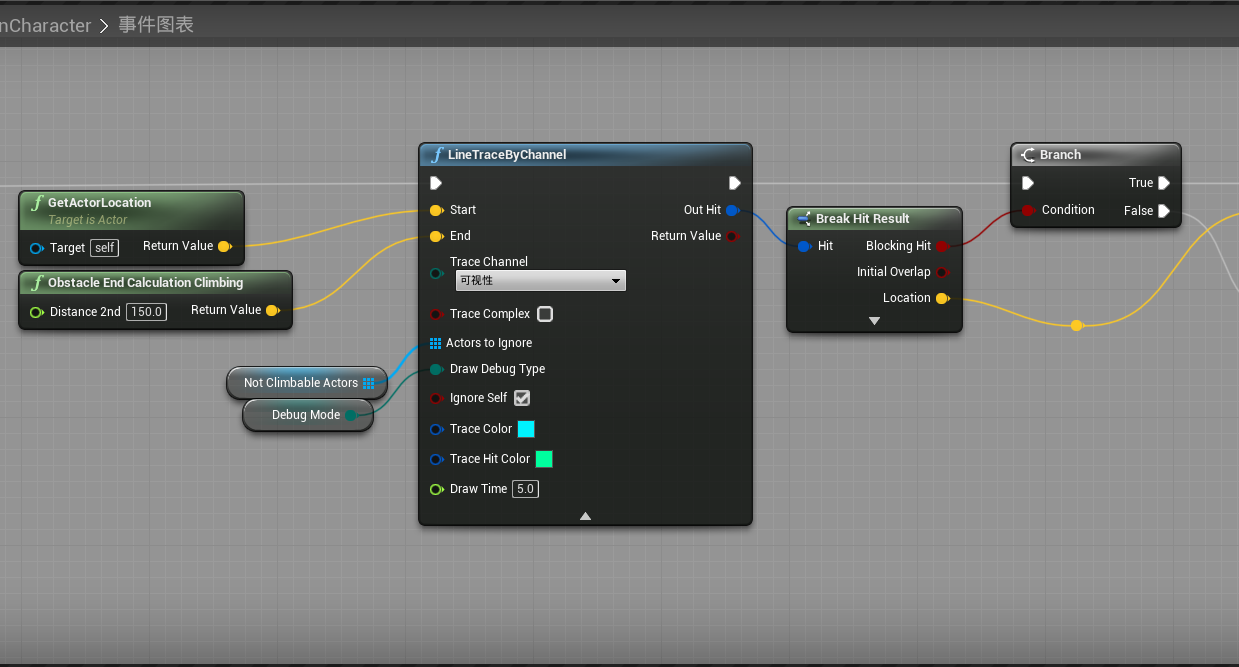 nCharacter > 事件图表
GetActorLocation
Target is Actor
Target self
Return Value
Obstacle End Calculation Climbing
Distance 2nd 150.0
Return Value
Not Climbable Actors
Debug Mode
LineTraceByChannel
Start
Out Hit
End
Return Value
Trace Channel
可视性
Trace Complex
Actors to Ignore
Draw Debug Type
Ignore Self
Trace Color
Trace Hit Color
Draw Time 5.0
Break Hit Result
Hit
Blocking Hit
Initial Overlap
Location
Branch
True
Condition
False